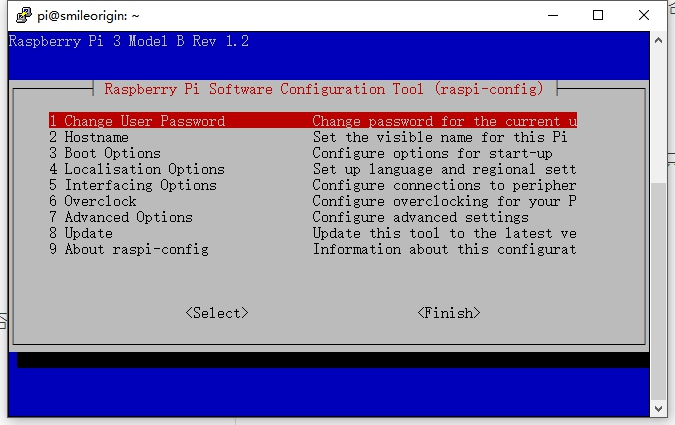 pi@smileorigin: ~
Raspberry Pi 3 Model B Rev 1.2
Raspberry Pi Software Configuration Tool (raspi-config)
1 Change User Password Change password for the current u
2 Hostname Set the visible name for this Pi
3 Boot Options Configure options for start-up
4 Localisation Options Set up language and regional sett
5 Interfacing Options Configure connections to peripher
6 Overclock Configure overclocking for your P
7 Advanced Options Configure advanced settings
8 Update Update this tool to the latest ve
9 About raspi-config Information about this configurat
<Select> <Finish>